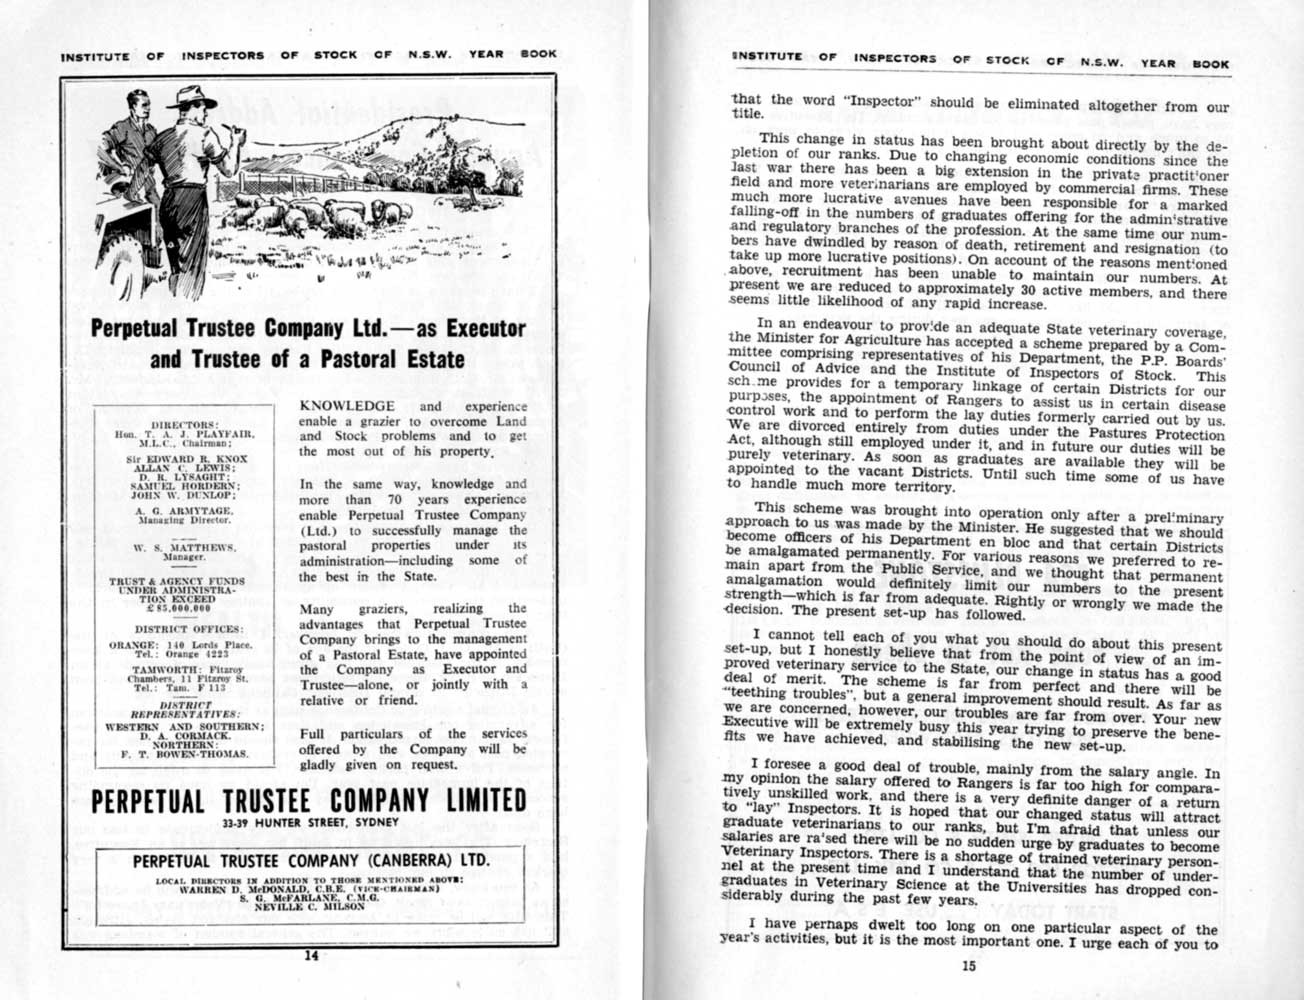 INSTITUTE OF INSPECTORS OF STOCK OF N.S.W. YEAR BOOK
Perpetual Trustee Company Ltd.—as Executor
and Trustee of a Pastoral Estate
DIRECTORS:
Hon. T. A. J. PLAYFAIR,
M.L.C., Chairman;
Sir EDWARD R. KNOX
ALLAN C. LEWIS;
D. R. LYSAGHT;
SAMUEL HORDERN;
JOHN W. DUNLOP;
A. G. ARMYTAGE,
Managing Director.
W. S. MATTHEWS,
Manager.
TRUST & AGENCY FUNDS
UNDER ADMINISTRA-
TION EXCEED
£85,000,000
DISTRICT OFFICES:
ORANGE: 140 Lords Place.
Tel.: Orange 4223
TAMWORTH: Fitzroy
Chambers, 11 Fitzroy St.
Tel.: Tam. F 113
DISTRICT
REPRESENTATIVES:
WESTERN AND SOUTHERN;
D. A. CORMACK.
NORTHERN:
F. T. BOWEN-THOMAS.
KNOWLEDGE and experience
enable a grazier to overcome Land
and Stock problems and to get
the most out of his property.
In the same way, knowledge and
more than 70 years experience
enable Perpetual Trustee Company
(Ltd.) to successfully manage the
pastoral properties under its
administration—including some of
the best in the State.
Many graziers, realizing the
advantages that Perpetual Trustee
Company brings to the management
of a Pastoral Estate, have appointed
the Company as Executor and
Trustee—alone, or jointly with a
relative or friend.
Full particulars of the services
offered by the Company will be
gladly given on request.
PERPETUAL TRUSTEE COMPANY LIMITED
33-39 HUNTER STREET, SYDNEY
PERPETUAL TRUSTEE COMPANY (CANBERRA) LTD.
LOCAL DIRECTORS IN ADDITION TO THOSE MENTIONED ABOVE:
WARREN D. McDONALD, C.B.E. (VICE-CHAIRMAN)
S. G. McFARLANE, C.M.G.
NEVILLE C. MILSON
14
INSTITUTE OF INSPECTORS OF STOCK OF N.S.W. YEAR BOOK
that the word "Inspector" should be eliminated altogether from our
title.
This change in status has been brought about directly by the de-
pletion of our ranks. Due to changing economic conditions since the
last war there has been a big extension in the private practitioner
field and more veterinarians are employed by commercial firms. These
much more lucrative avenues have been responsible for a marked
falling-off in the numbers of graduates offering for the administrative
and regulatory branches of the profession. At the same time our num-
bers have dwindled by reason of death, retirement and resignation (to
take up more lucrative positions). On account of the reasons mentioned
above, recruitment has been unable to maintain our numbers. At
present we are reduced to approximately 30 active members, and there
seems little likelihood of any rapid increase.
In an endeavour to provide an adequate State veterinary coverage,
the Minister for Agriculture has accepted a scheme prepared by a Com-
mittee comprising representatives of his Department, the P.P. Boards'
Council of Advice and the Institute of Inspectors of Stock. This
scheme provides for a temporary linkage of certain Districts for our
purposes, the appointment of Rangers to assist us in certain disease
control work and to perform the lay duties formerly carried out by us.
We are divorced entirely from duties under the Pastures Protection
Act, although still employed under it, and in future our duties will be
purely veterinary. As soon as graduates are available they will be
appointed to the vacant Districts. Until such time some of us have
to handle much more territory.
This scheme was brought into operation only after a preliminary
approach to us was made by the Minister. He suggested that we should
become officers of his Department en bloc and that certain Districts
be amalgamated permanently. For various reasons we preferred to re-
main apart from the Public Service, and we thought that permanent
amalgamation would definitely limit our numbers to the present
strength—which is far from adequate. Rightly or wrongly we made the
decision. The present set-up has followed.
I cannot tell each of you what you should do about this present
set-up, but I honestly believe that from the point of view of an im-
proved veterinary service to the State, our change in status has a good
deal of merit. The scheme is far from perfect and there will be
"teething troubles", but a general improvement should result. As far as
we are concerned, however, our troubles are far from over. Your new
Executive will be extremely busy this year trying to preserve the bene-
fits we have achieved, and stabilising the new set-up.
I foresee a good deal of trouble, mainly from the salary angle. In
my opinion the salary offered to Rangers is far too high for compara-
tively unskilled work, and there is a very definite danger of a return
to "lay" Inspectors. It is hoped that our changed status will attract
graduate veterinarians to our ranks, but I'm afraid that unless our
salaries are raised there will be no sudden urge by graduates to become
Veterinary Inspectors. There is a shortage of trained veterinary person-
nel at the present time and I understand that the number of under-
graduates in Veterinary Science at the Universities has dropped con-
siderably during the past few years.
I have perhaps dwelt too long on one particular aspect of the
year's activities, but it is the most important one. I urge each of you to
15